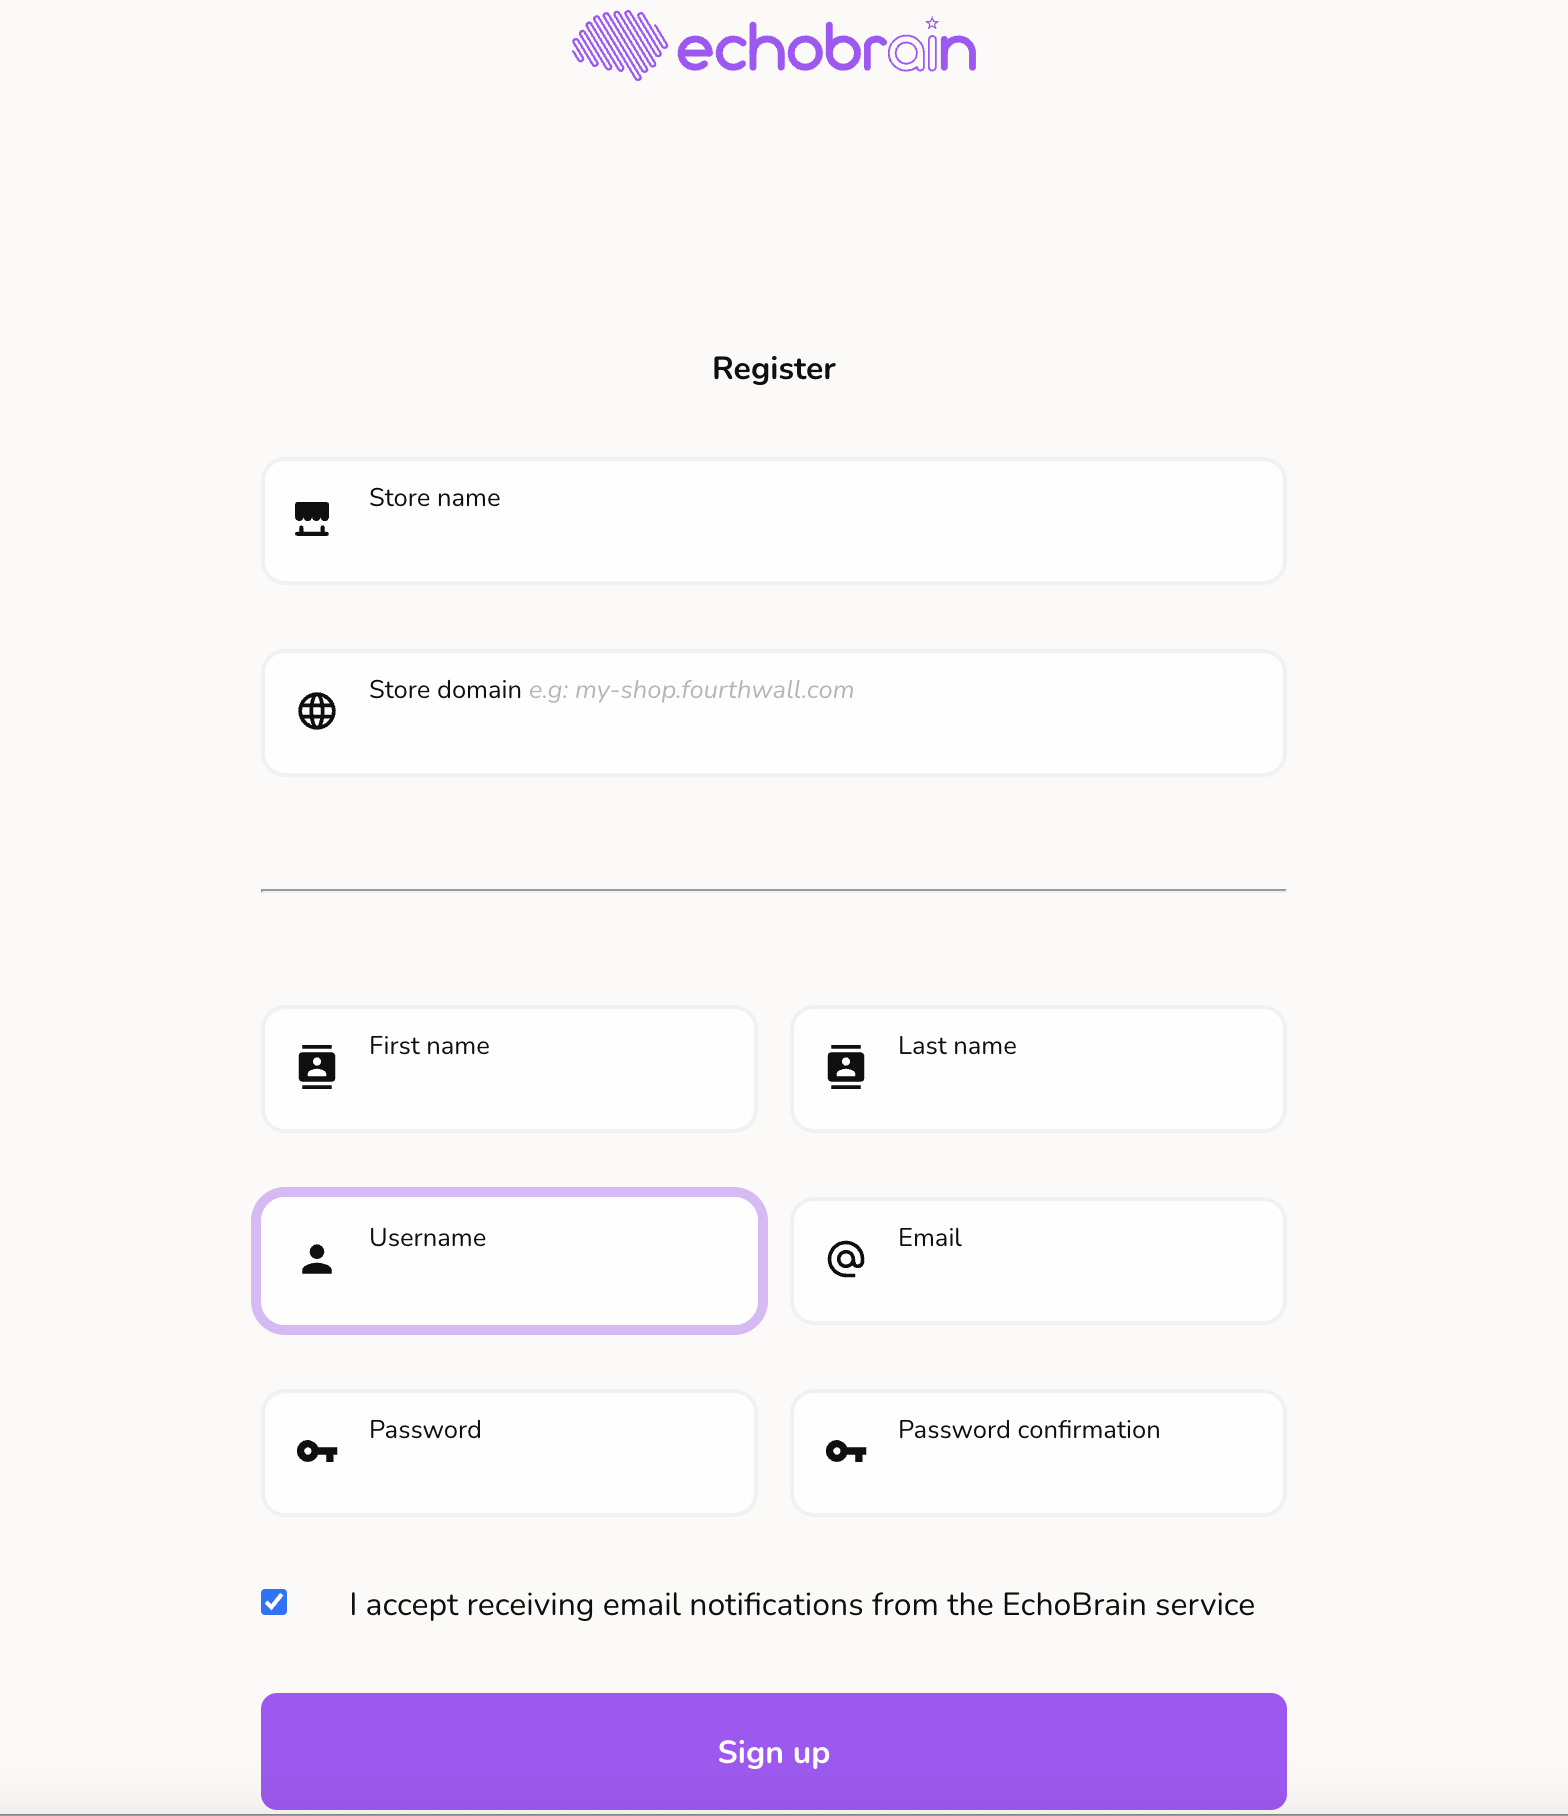 echobrain
Register
Store name
Store domain e.g: my-shop.fourthwall.com
First name
Last name
Username
Email
Password
Password confirmation
I accept receiving email notifications from the EchoBrain service
Sign up